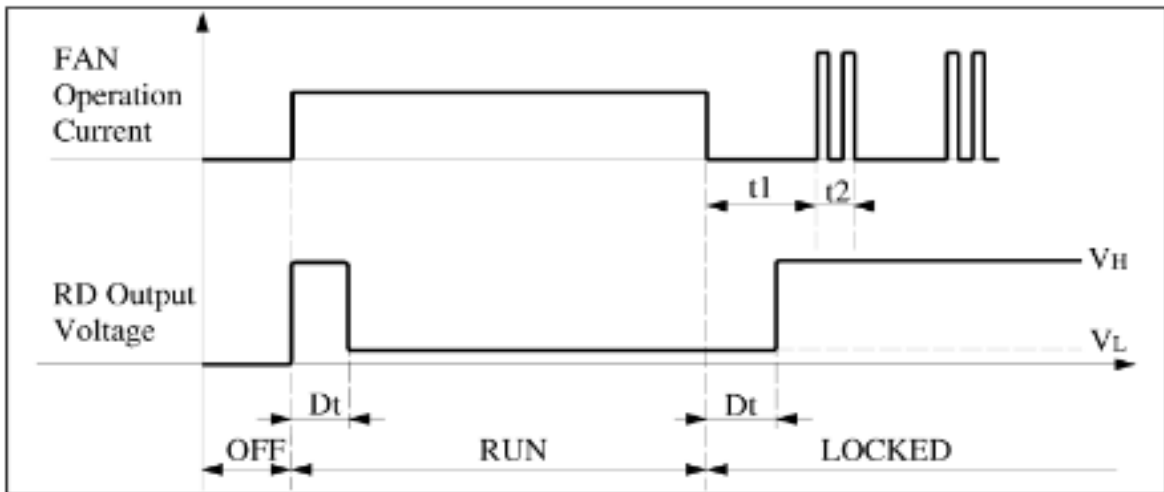 FAN
Operation
Current
t1
t2
RD Output
Voltage
VH
VL
Dt
Dt
OFF
RUN
LOCKED